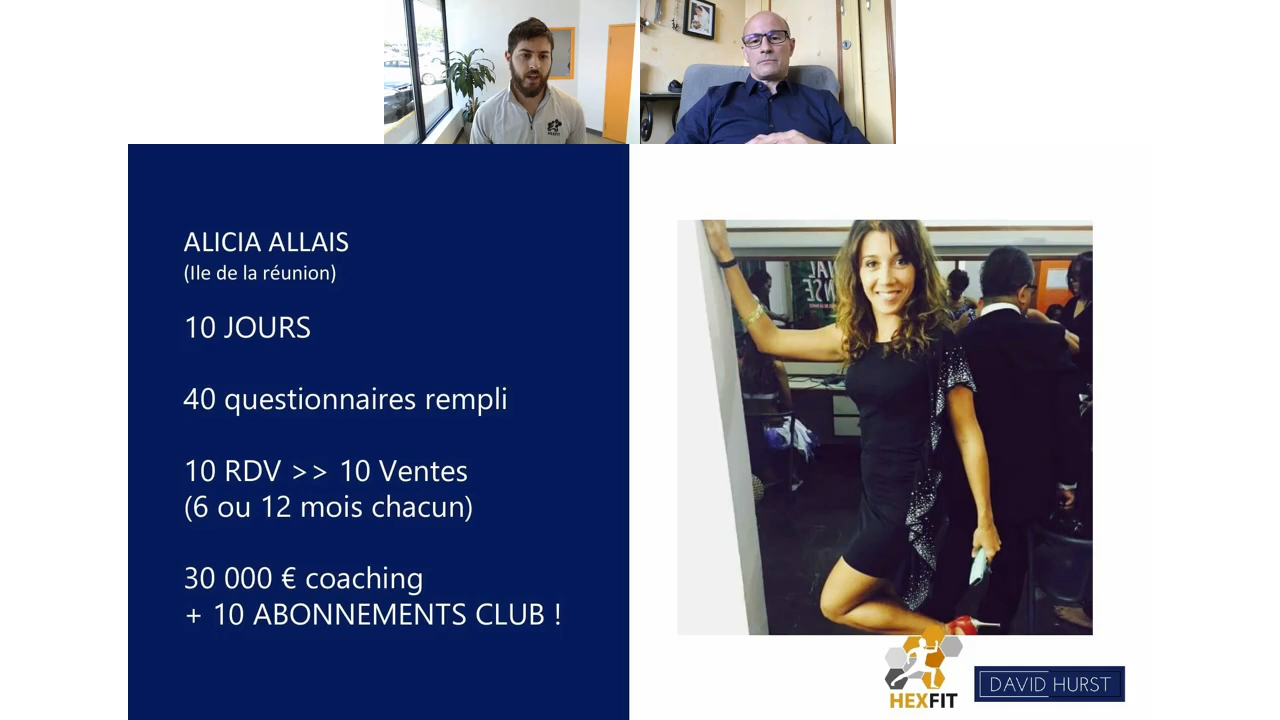 HEXFIT
ALICIA ALLAIS
(Ile de la réunion)
10 JOURS
40 questionnaires rempli
10 RDV >> 10 Ventes
(6 ou 12 mois chacun)
30 000 € coaching
+ 10 ABONNEMENTS CLUB !
HEXFIT
DAVID HURST